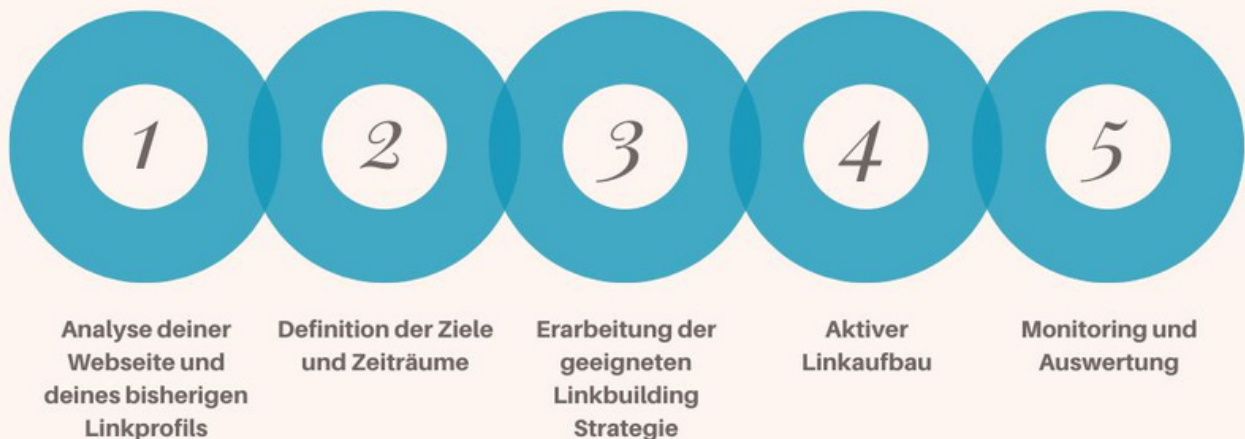 1
2
3
4
5
Analyse deiner
Webseite und
deines bisherigen
Linkprofils
Definition der Ziele
und Zeiträume
Erarbeitung der
geeigneten
Linkbuilding
Strategie
Aktiver
Linkaufbau
Monitoring und
Auswertung